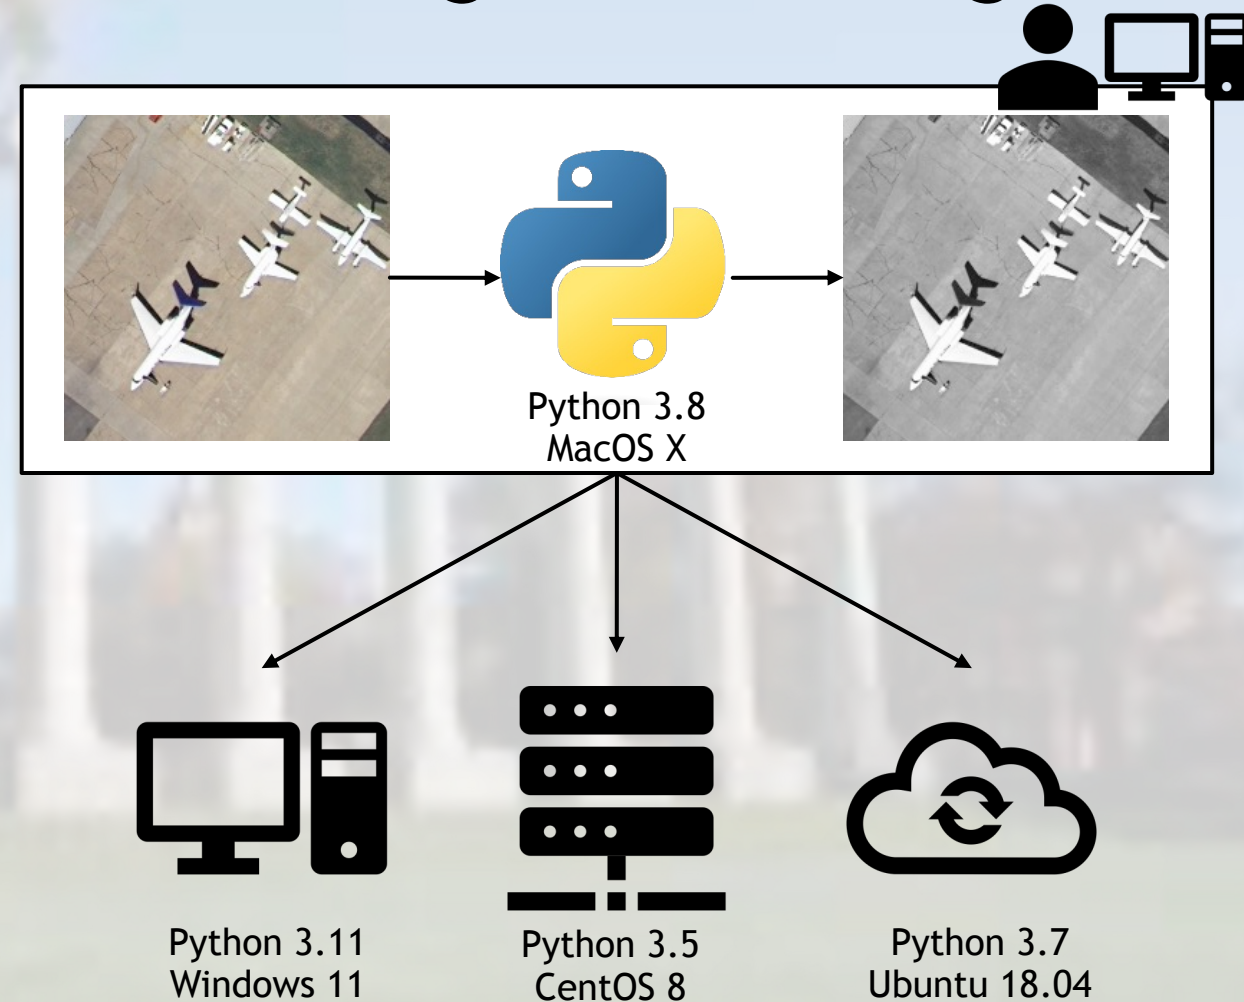 Python 3.8
MacOS X
Python 3.11
Windows 11
Python 3.5
CentOS 8
Python 3.7
Ubuntu 18.04